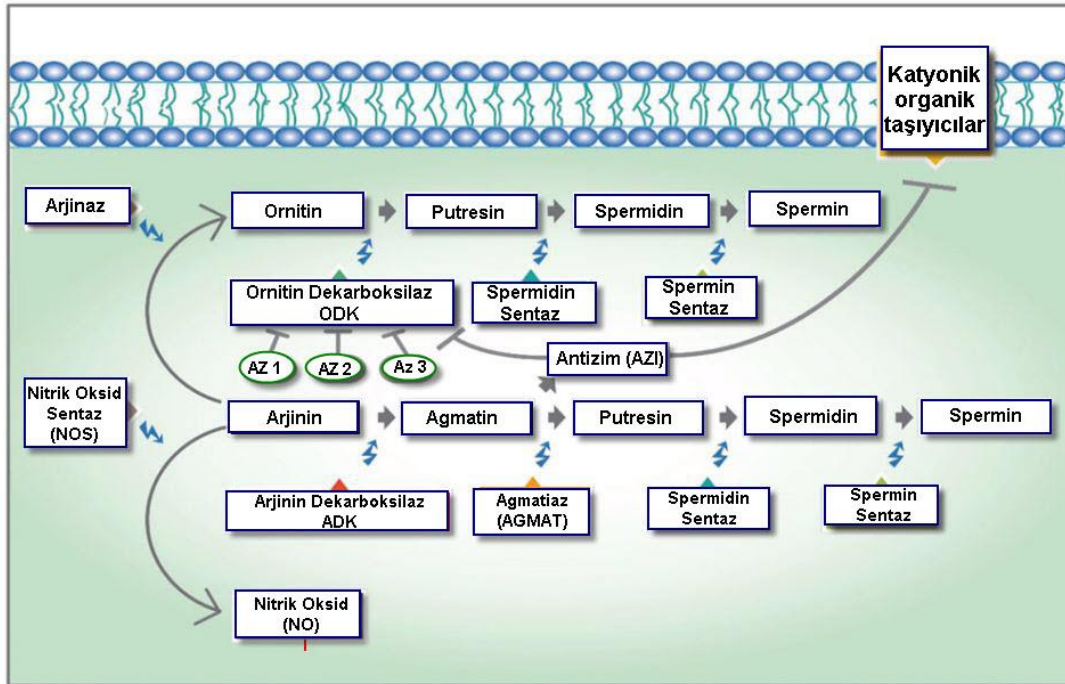 Katyonik
organik
taşıyıcılar
Arjinaz
Ornitin
Putresin
Spermidin
Spermin
Ornitin Dekarboksilaz
ODK
Spermidin
Sentaz
Spermin
Sentaz
AZ 1
AZ 2
Az 3
Antizim (AZI)
Nitrik Oksid
Sentaz
(NOS)
Arjinin
Agmatin
Putresin
Spermidin
Spermin
Arjinin Dekarboksilaz
ADK
Agmatiaz
(AGMAT)
Spermidin
Sentaz
Spermin
Sentaz
Nitrik Oksid
(NO)